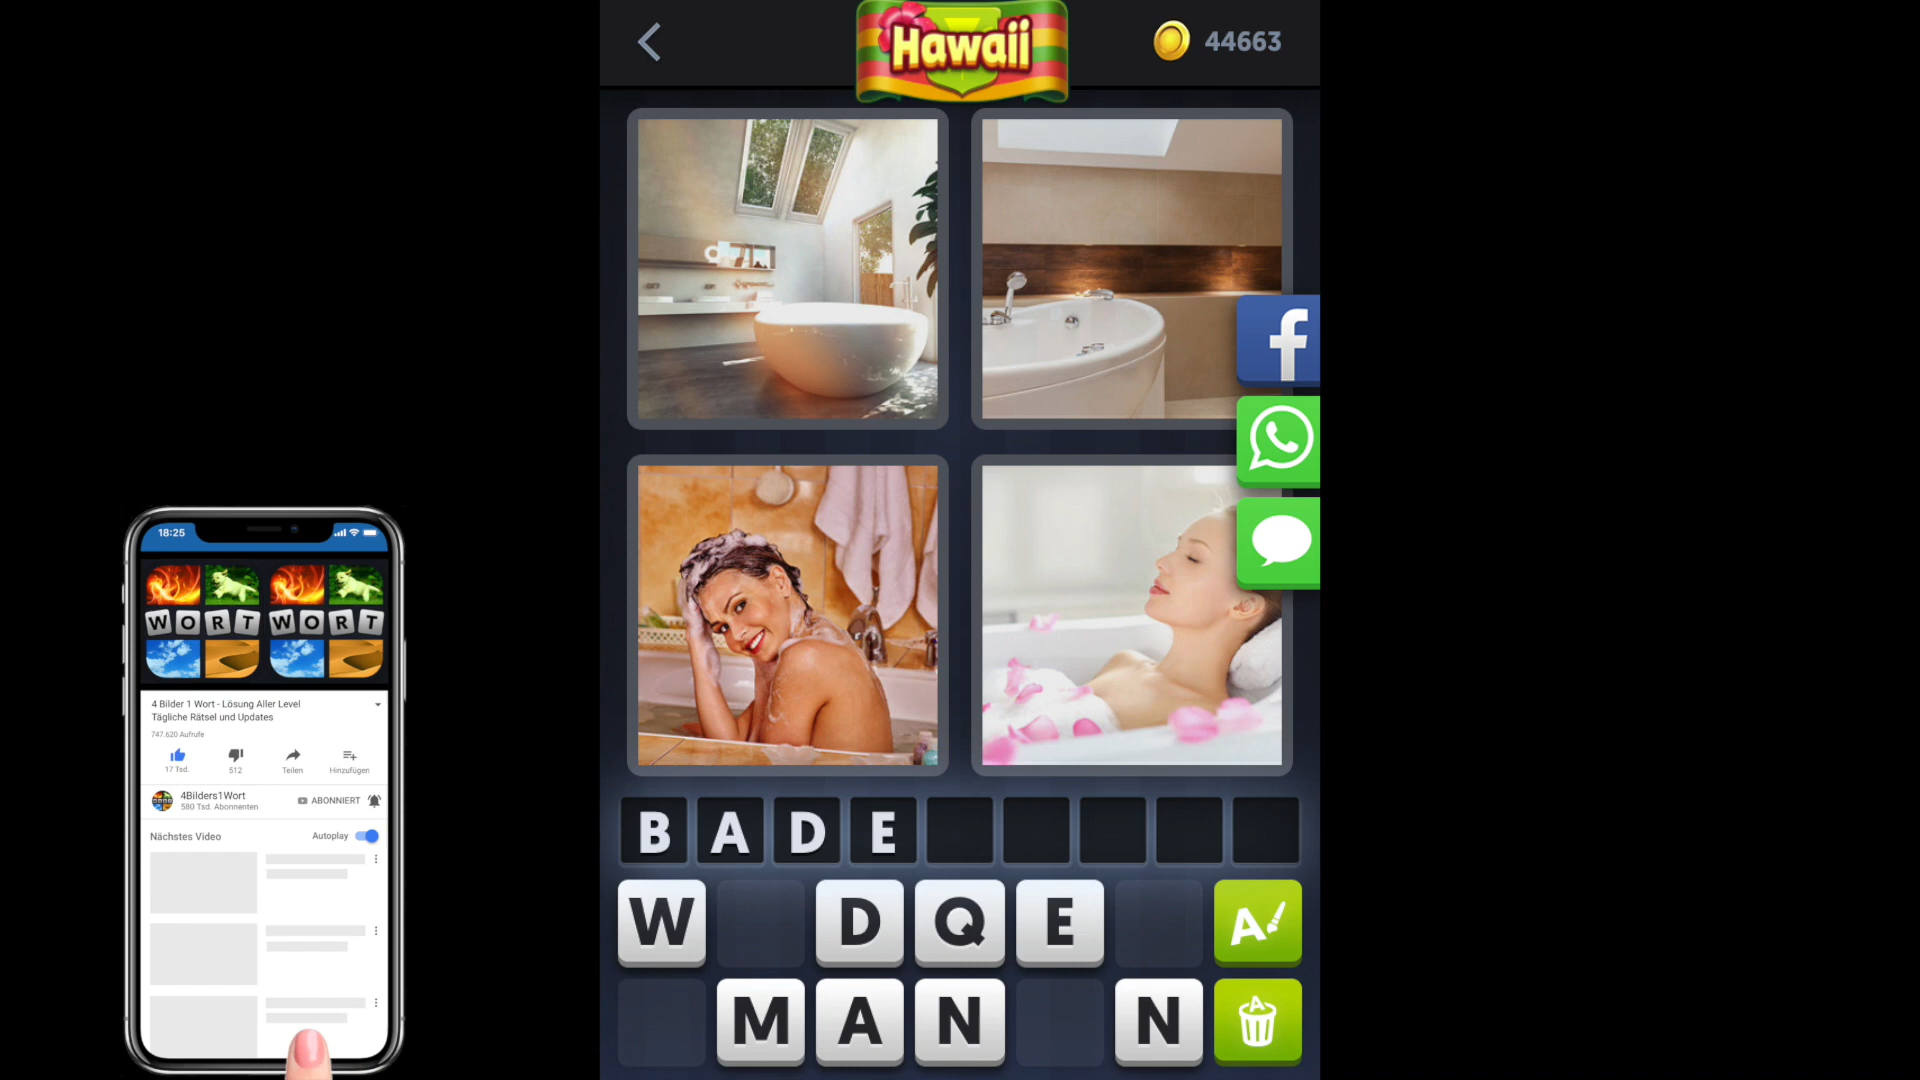 Hawaii
44663
18:25
WORT WORT
4 Bilder 1 Wort - Lösung Aller Level
Tägliche Rätsel und Updates
747.620 Aufrufe
17 Tsd. 512 Teilen Hinzufügen
4Bilders1Wort
580 Tsd. Abonnenten
ABONNIERT
Nächstes Video Autoplay
B A D E
W D Q E A
M A N N A